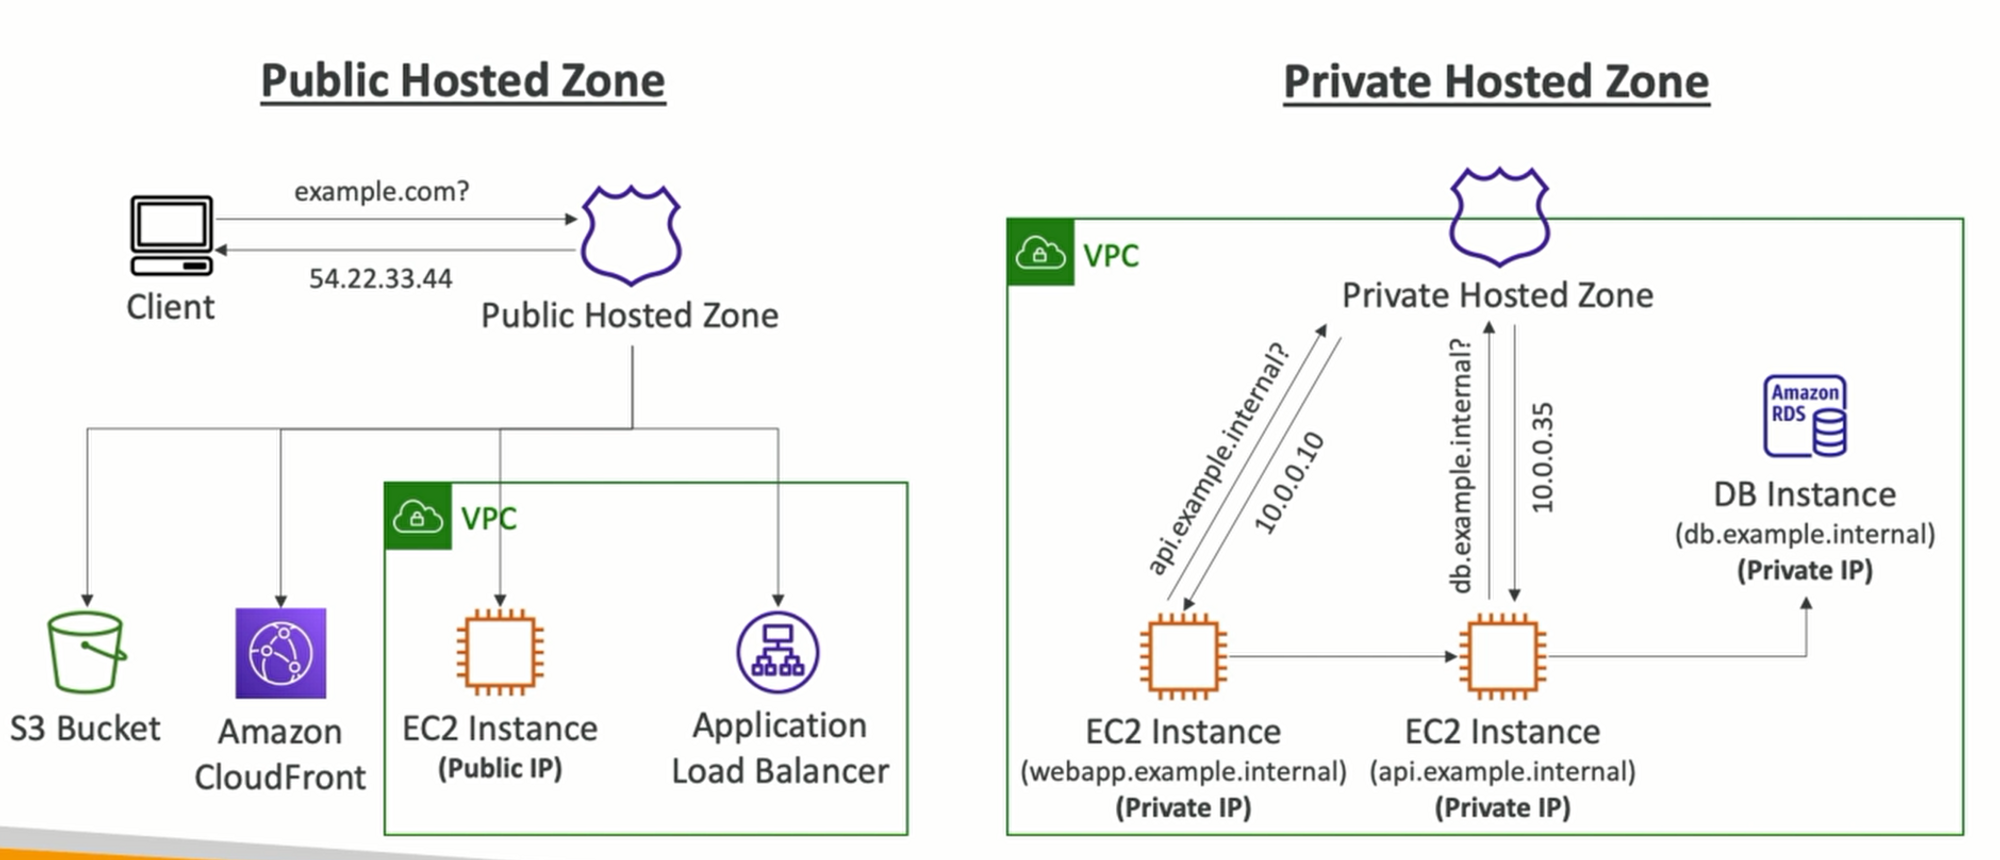 Public Hosted Zone
example.com?
54.22.33.44
Client
Public Hosted Zone
VPC
S3 Bucket
Amazon
CloudFront
EC2 Instance
(Public IP)
Application
Load Balancer
Private Hosted Zone
VPC
Private Hosted Zone
api.example.internal?
10.0.0.10
db.example.internal?
10.0.0.35
Amazon
RDS
DB Instance
(db.example.internal)
(Private IP)
EC2 Instance
(webapp.example.internal)
(Private IP)
EC2 Instance
(api.example.internal)
(Private IP)